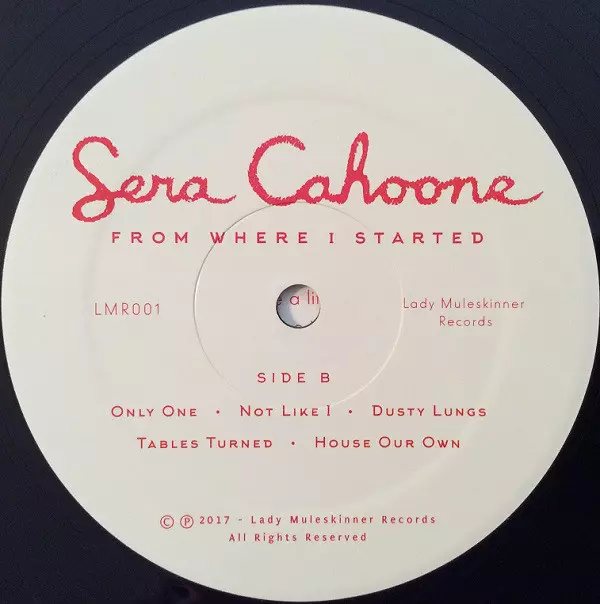 Sera Cahoone
FROM WHERE I STARTED
LMR001
a li
Lady Muleskinner
Records
SIDE B
ONLY ONE • NOT LIKE I • DUSTY LUNGS
TABLES TURNED • HOUSE OUR OWN
© ℗ 2017 - Lady Muleskinner Records
All Rights Reserved